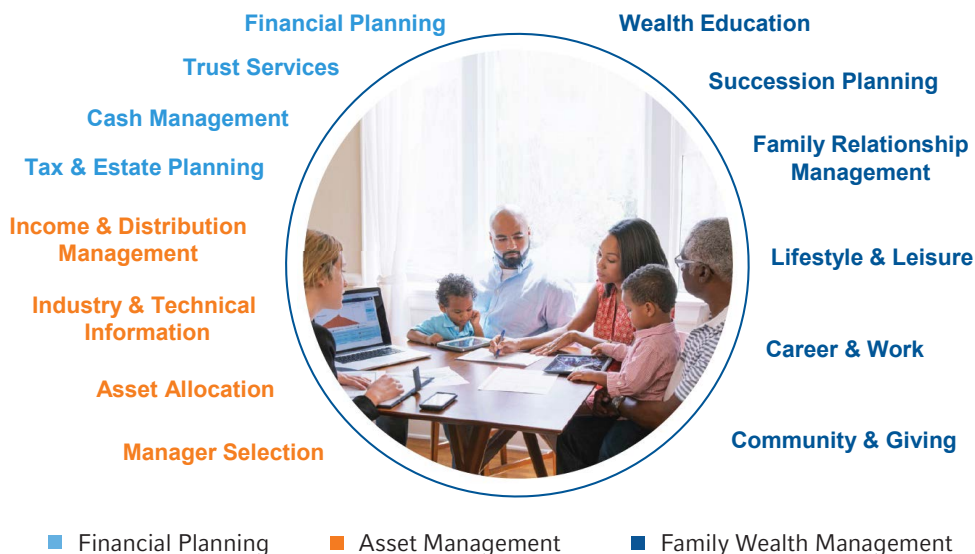 Financial Planning
Trust Services
Cash Management
Tax & Estate Planning
Income & Distribution
Management
Industry & Technical
Information
Asset Allocation
Manager Selection
Wealth Education
Succession Planning
Family Relationship
Management
Lifestyle & Leisure
Career & Work
Community & Giving
Financial Planning
Asset Management
Family Wealth Management